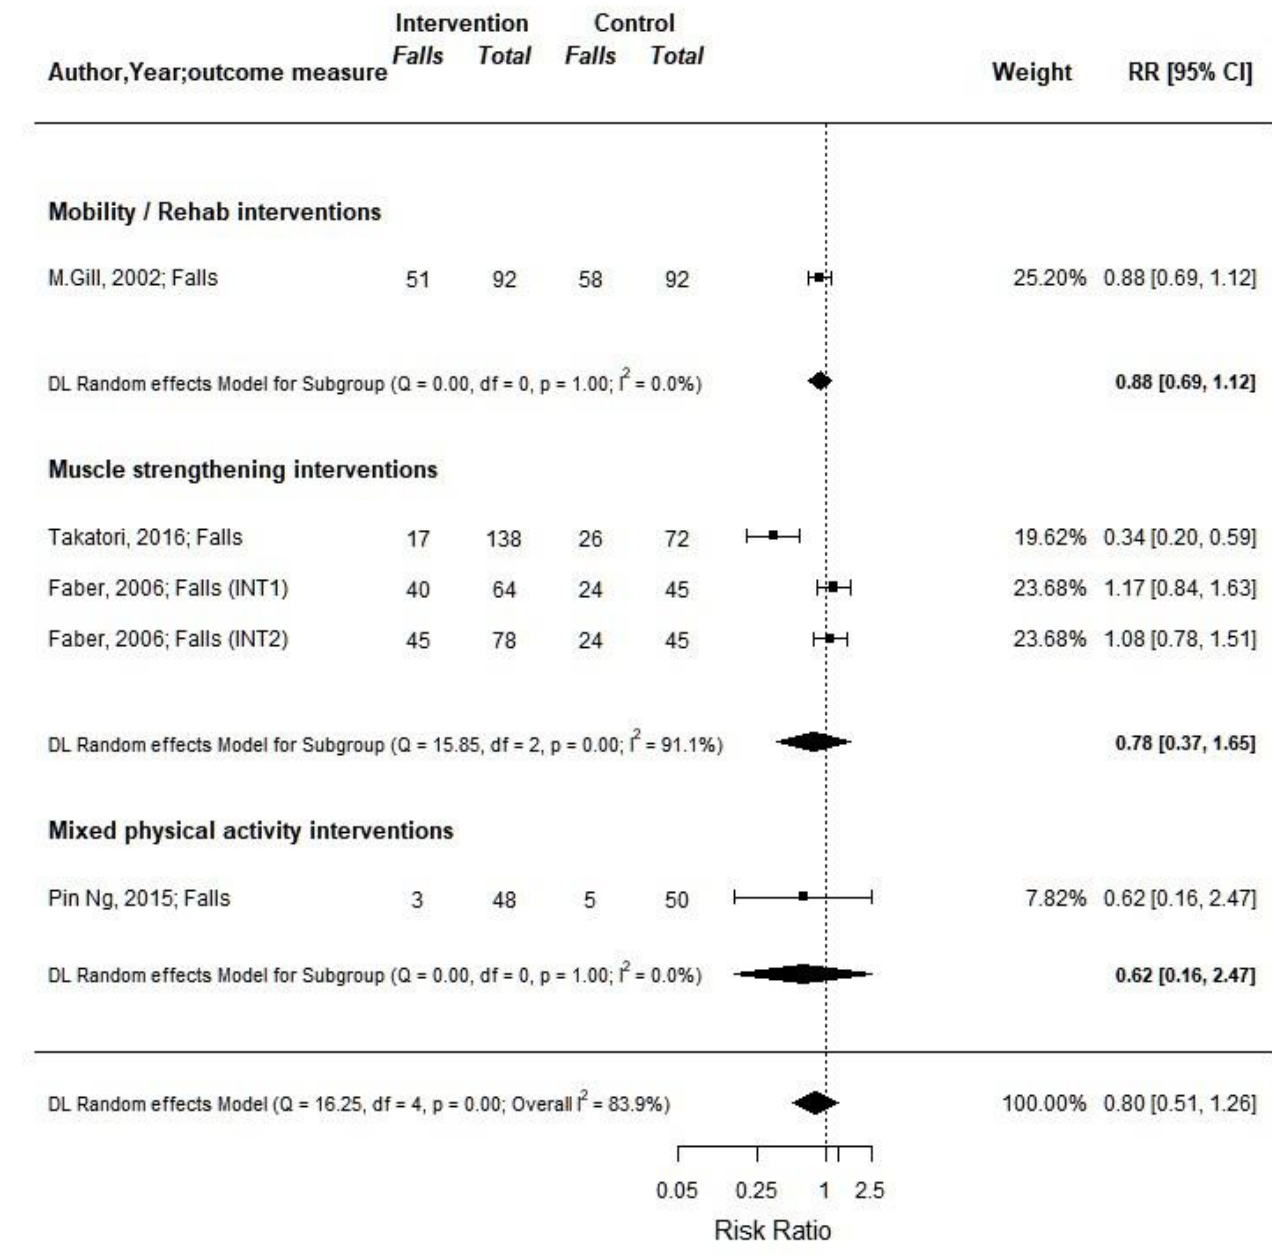 Intervention Control
Author,Year;outcome measure Falls Total Falls Total Weight RR [95% CI]
Mobility / Rehab interventions
M.Gill, 2002; Falls 51 92 58 92 25.20% 0.88 [0.69, 1.12]
DL Random effects Model for Subgroup (Q = 0.00, df = 0, p = 1.00; I² = 0.0%) 0.88 [0.69, 1.12]
Muscle strengthening interventions
Takatori, 2016; Falls 17 138 26 72 19.62% 0.34 [0.20, 0.59]
Faber, 2006; Falls (INT1) 40 64 24 45 23.68% 1.17 [0.84, 1.63]
Faber, 2006; Falls (INT2) 45 78 24 45 23.68% 1.08 [0.78, 1.51]
DL Random effects Model for Subgroup (Q = 15.85, df = 2, p = 0.00; I² = 91.1%) 0.78 [0.37, 1.65]
Mixed physical activity interventions
Pin Ng, 2015; Falls 3 48 5 50 7.82% 0.62 [0.16, 2.47]
DL Random effects Model for Subgroup (Q = 0.00, df = 0, p = 1.00; I² = 0.0%) 0.62 [0.16, 2.47]
DL Random effects Model (Q = 16.25, df = 4, p = 0.00; Overall I² = 83.9%) 100.00% 0.80 [0.51, 1.26]
0.05 0.25 1 2.5
Risk Ratio